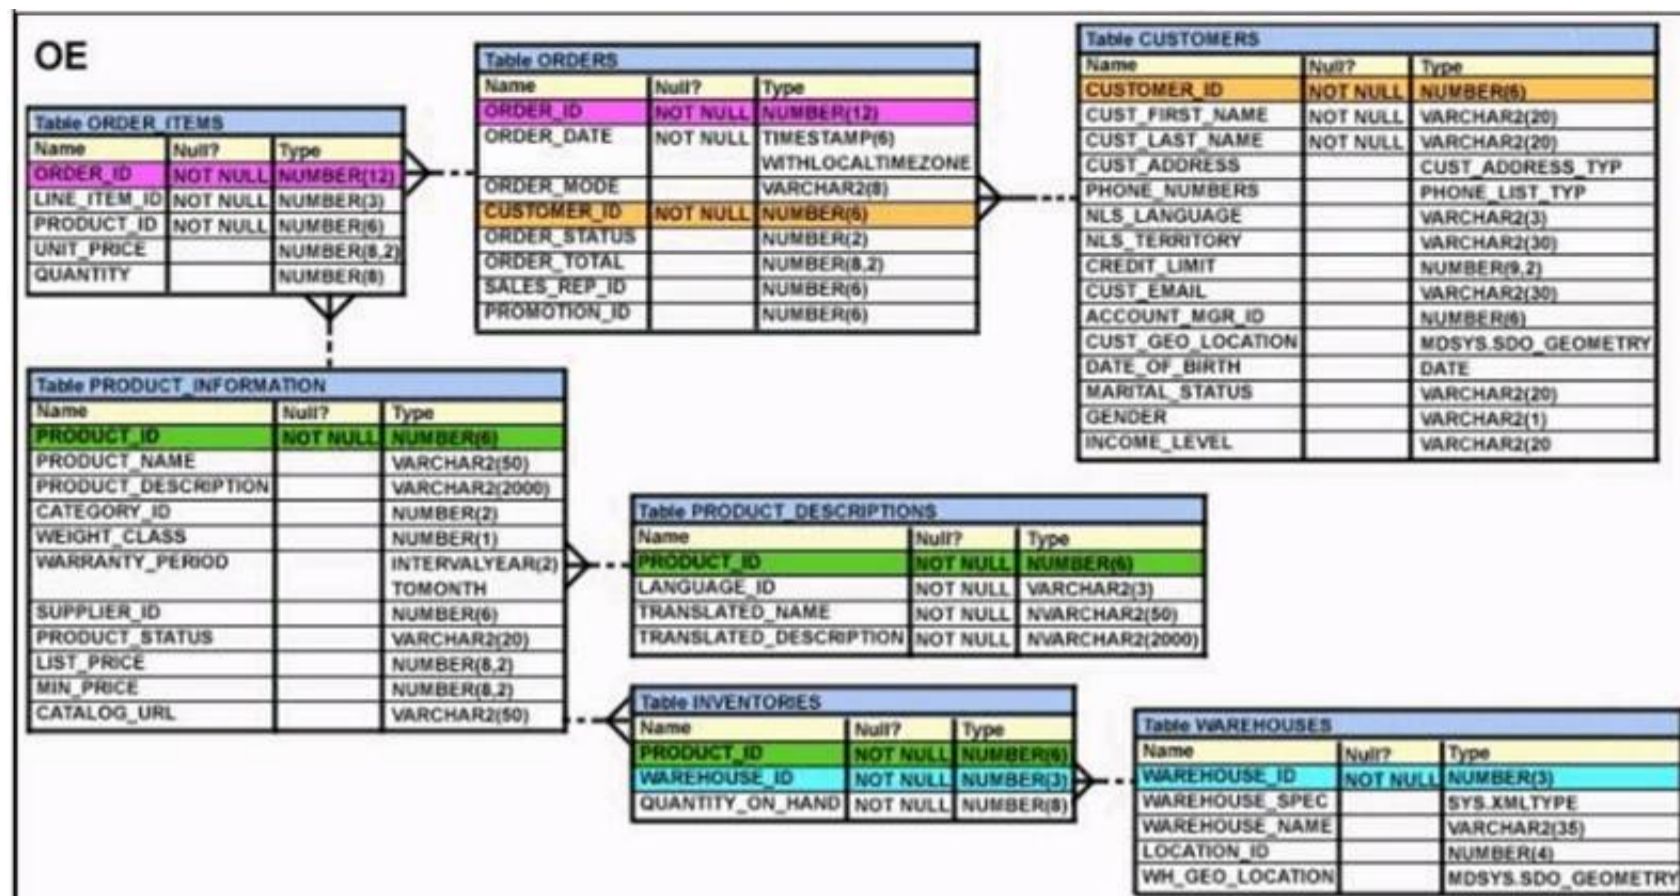 OE
Table ORDER_ITEMS
Name Null? Type
ORDER_ID NOT NULL NUMBER(12)
LINE_ITEM_ID NOT NULL NUMBER(3)
PRODUCT_ID NOT NULL NUMBER(6)
UNIT_PRICE NUMBER(8,2)
QUANTITY NUMBER(8)
Table ORDERS
Name Null? Type
ORDER_ID NOT NULL NUMBER(12)
ORDER_DATE NOT NULL TIMESTAMP(6)
WITHLOCALTIMEZONE
ORDER_MODE VARCHAR2(8)
CUSTOMER_ID NOT NULL NUMBER(6)
ORDER_STATUS NUMBER(2)
ORDER_TOTAL NUMBER(8,2)
SALES_REP_ID NUMBER(6)
PROMOTION_ID NUMBER(6)
Table CUSTOMERS
Name Null? Type
CUSTOMER_ID NOT NULL NUMBER(6)
CUST_FIRST_NAME NOT NULL VARCHAR2(20)
CUST_LAST_NAME NOT NULL VARCHAR2(20)
CUST_ADDRESS CUST_ADDRESS_TYP
PHONE_NUMBERS PHONE_LIST_TYP
NLS_LANGUAGE VARCHAR2(3)
NLS_TERRITORY VARCHAR2(30)
CREDIT_LIMIT NUMBER(9,2)
CUST_EMAIL VARCHAR2(30)
ACCOUNT_MGR_ID NUMBER(6)
CUST_GEO_LOCATION MDSYS.SDO_GEOMETRY
DATE_OF_BIRTH DATE
MARITAL_STATUS VARCHAR2(20)
GENDER VARCHAR2(1)
INCOME_LEVEL VARCHAR2(20
Table PRODUCT_INFORMATION
Name Null? Type
PRODUCT_ID NOT NULL NUMBER(6)
PRODUCT_NAME VARCHAR2(50)
PRODUCT_DESCRIPTION VARCHAR2(2000)
CATEGORY_ID NUMBER(2)
WEIGHT_CLASS NUMBER(1)
WARRANTY_PERIOD INTERVALYEAR(2)
TOMONTH
SUPPLIER_ID NUMBER(6)
PRODUCT_STATUS VARCHAR2(20)
LIST_PRICE NUMBER(8,2)
MIN_PRICE NUMBER(8,2)
CATALOG_URL VARCHAR2(50)
Table PRODUCT_DESCRIPTIONS
Name Null? Type
PRODUCT_ID NOT NULL NUMBER(6)
LANGUAGE_ID NOT NULL VARCHAR2(3)
TRANSLATED_NAME NOT NULL NVARCHAR2(50)
TRANSLATED_DESCRIPTION NOT NULL NVARCHAR2(2000)
Table INVENTORIES
Name Null? Type
PRODUCT_ID NOT NULL NUMBER(6)
WAREHOUSE_ID NOT NULL NUMBER(3)
QUANTITY_ON_HAND NOT NULL NUMBER(8)
Table WAREHOUSES
Name Null? Type
WAREHOUSE_ID NOT NULL NUMBER(3)
WAREHOUSE_SPEC SYS.XMLTYPE
WAREHOUSE_NAME VARCHAR2(35)
LOCATION_ID NUMBER(4)
WH_GEO_LOCATION MDSYS.SDO_GEOMETRY